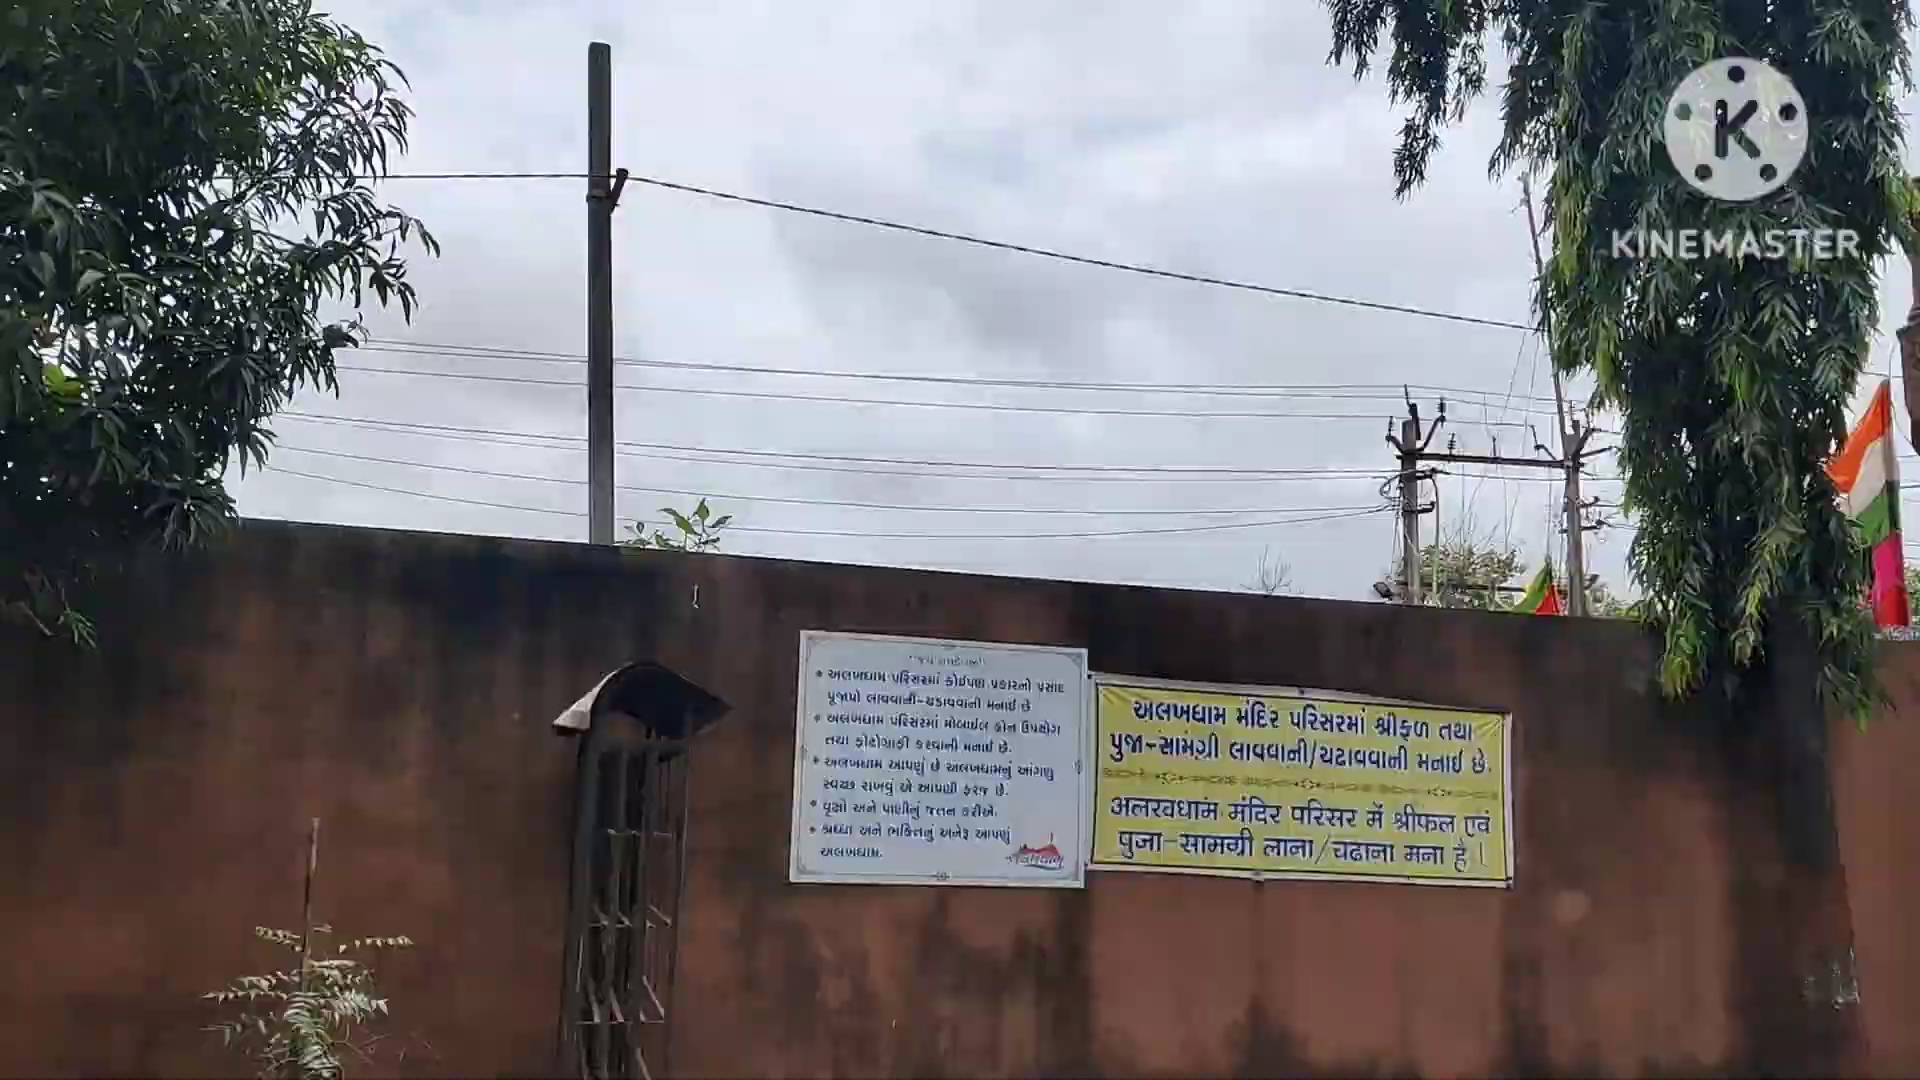 KINEMASTER
• અલખધામ પરિસરમાં કોઈપણ પ્રકારનો પ્રસાદ
પૂજાપો લાવવાની-ચડાવવાની મનાઈ છે
• અલખધામ પરિસરમાં મોબાઈલ ફોન ઉપયોગ
તથા ફોટોગ્રાફી કરવાની મનાઈ છે.
• અલખધામ આપણું છે અલખધામનું આંગણુ
સ્વચ્છ રાખવું એ આપણી ફરજ છે.
• વૃક્ષો અને પાણીનું જતન કરીએ.
• શ્રધ્ધા અને ભક્તિનું અનેરૂ આપણું
અલખધામ.
અલખધામ મંદિર પરિસરમાં શ્રીફળ તથા
પુજા-સામગ્રી લાવવાની/ચઢાવવાની મનાઈ છે.
अलखधाम मंदिर परिसर में श्रीफल एवं
पुजा-सामग्री लाना/चढाना मना है।